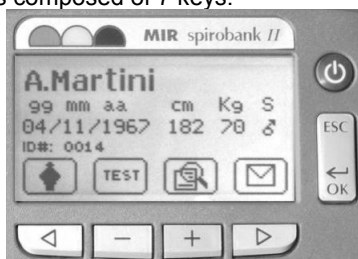 s composed of 7 keys.
MIR spirobank II
A.Martini
gg mm aa cm Kg S
04/11/1967 182 70 ♂
ID#: 0014
TEST
ESC
OK
− +